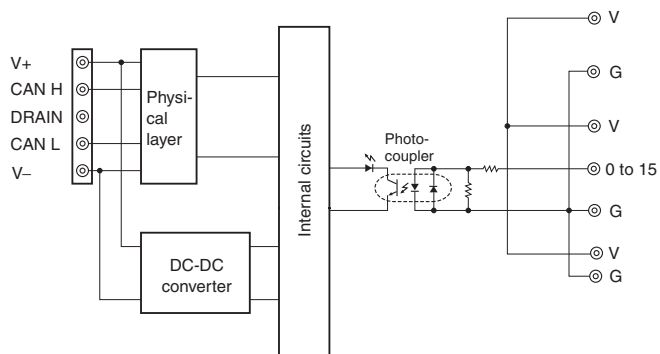 V+
CAN H
DRAIN
CAN L
V–
Physi-
cal
layer
DC-DC
converter
Internal circuits
Photo-
coupler
V
G
V
0 to 15
G
V
G